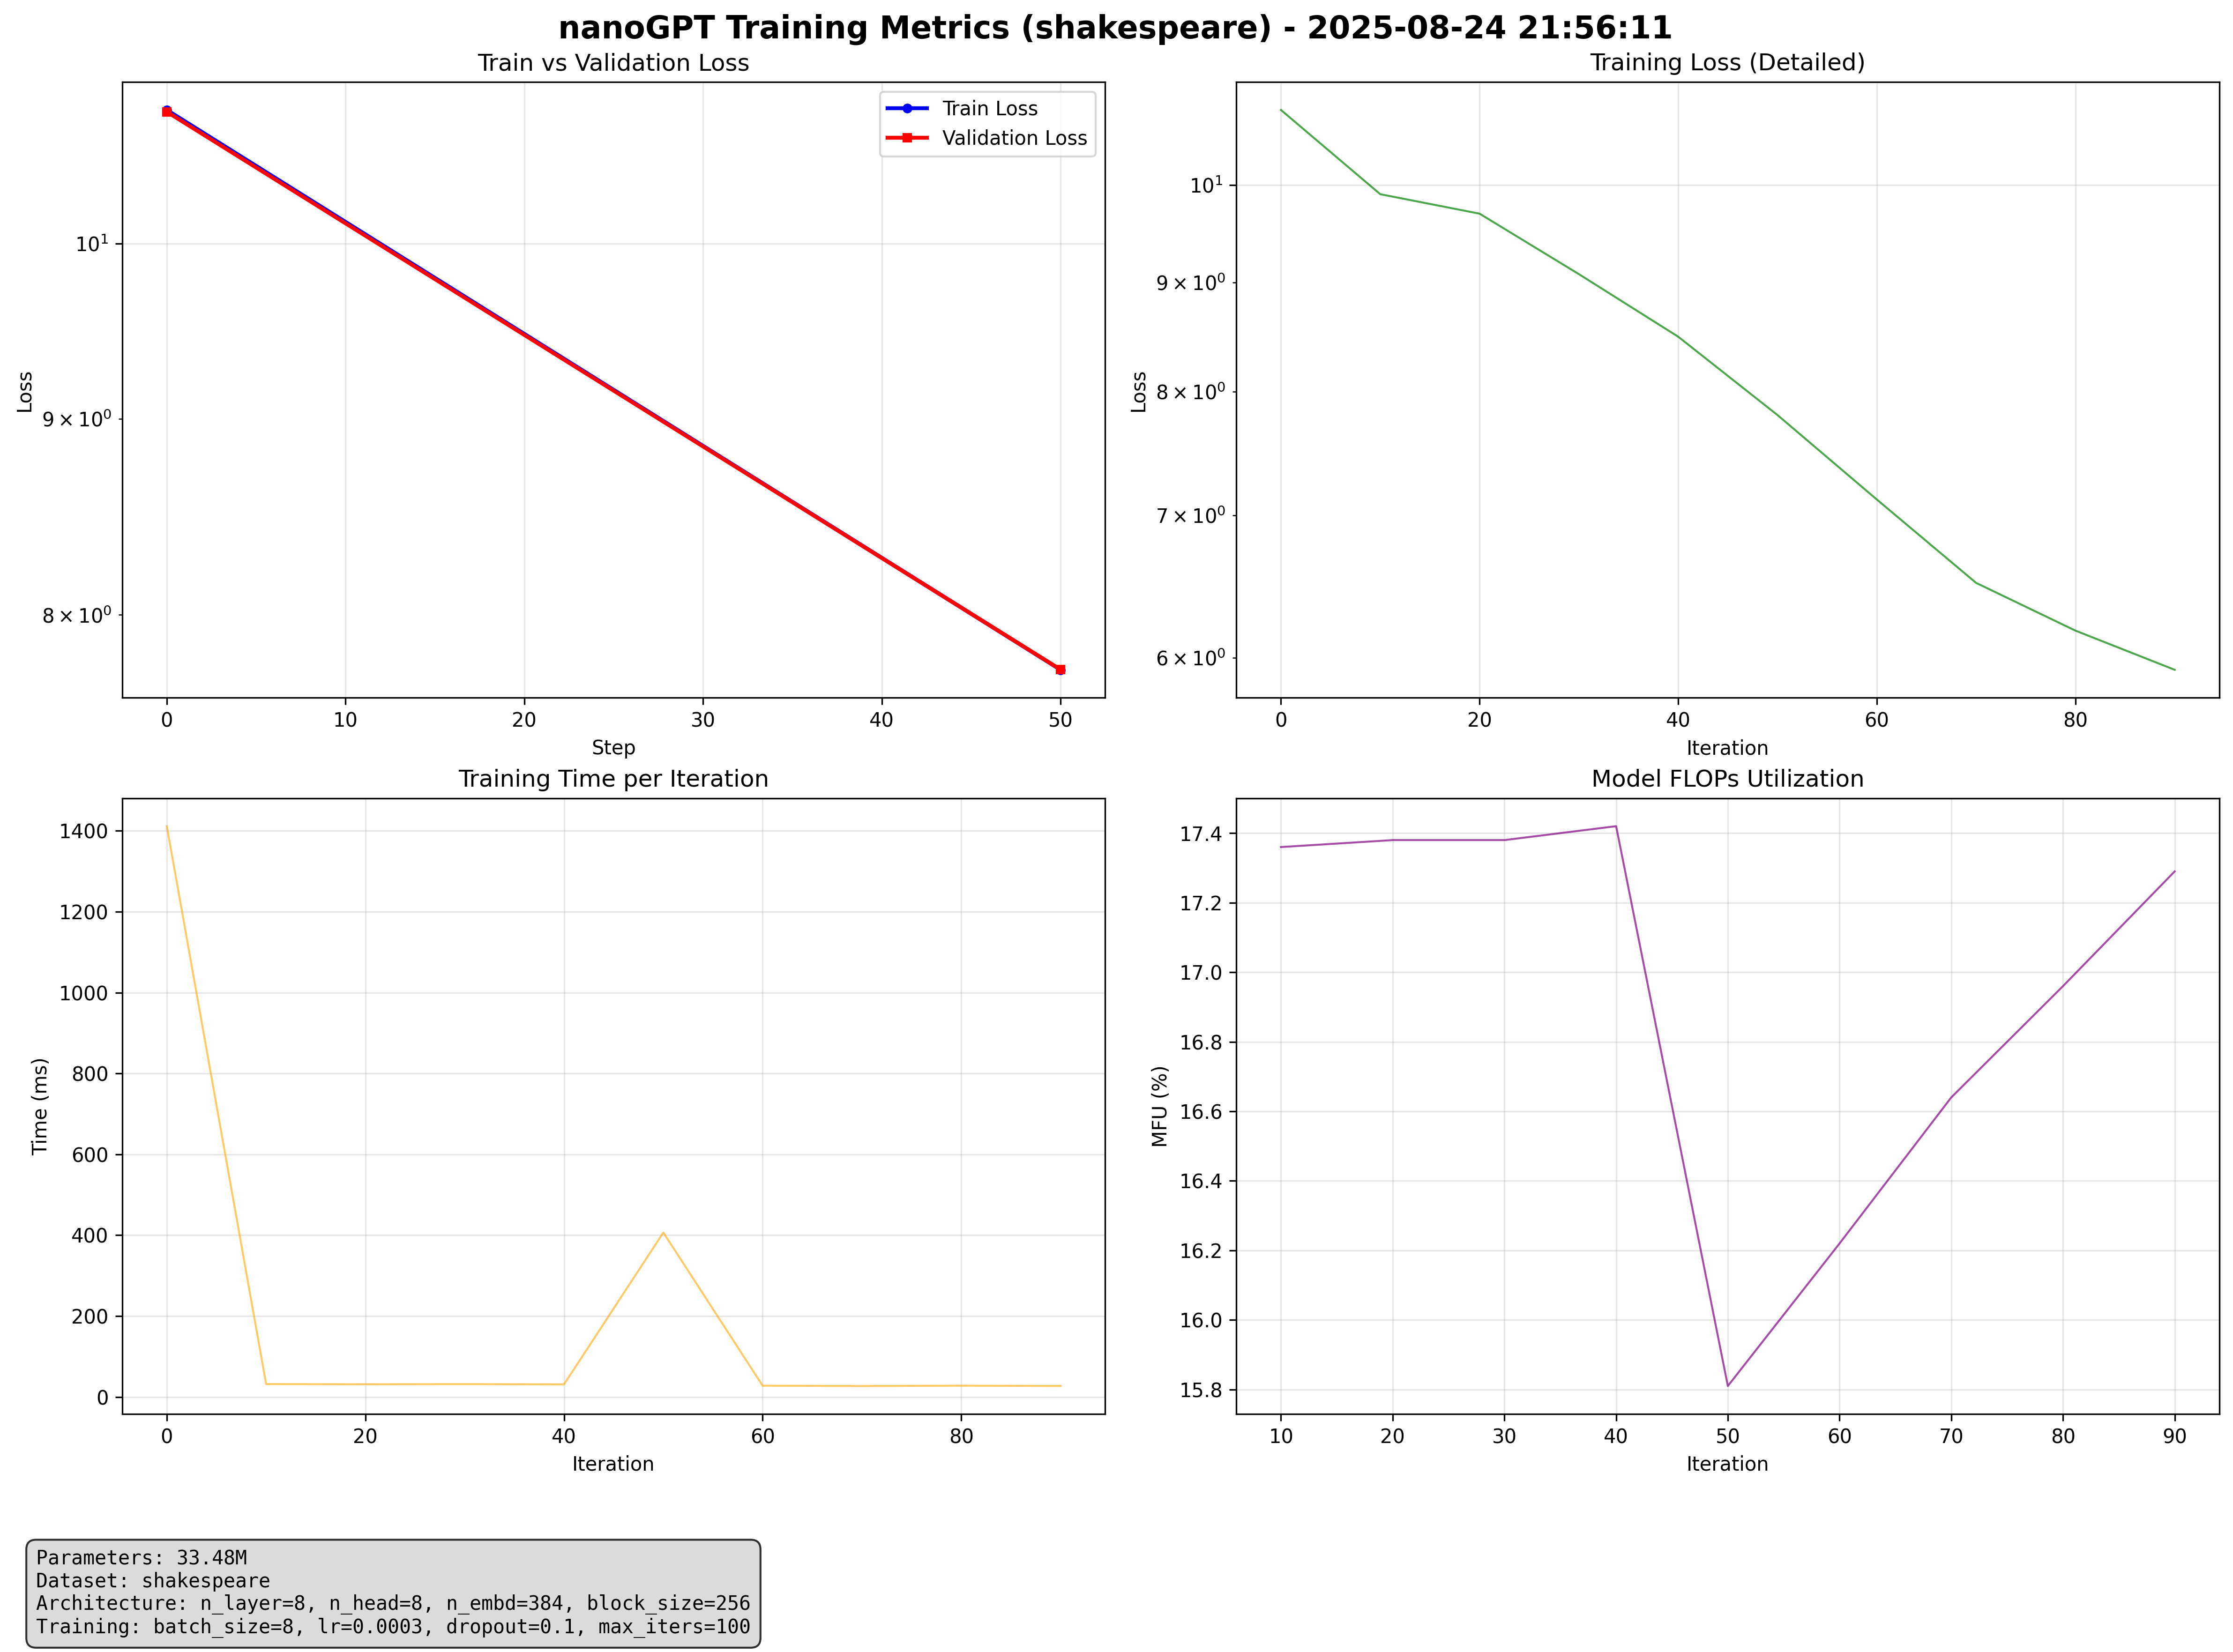 nanoGPT Training Metrics (shakespeare) - 2025-08-24 21:56:11
Train vs Validation Loss
Train Loss
Validation Loss
Loss
10¹
9 × 10⁰
8 × 10⁰
0 10 20 30 40 50
Step
Training Loss (Detailed)
Loss
10¹
9 × 10⁰
8 × 10⁰
7 × 10⁰
6 × 10⁰
0 20 40 60 80
Iteration
Training Time per Iteration
Time (ms)
1400
1200
1000
800
600
400
200
0
0 20 40 60 80
Iteration
Model FLOPs Utilization
MFU (%)
17.4
17.2
17.0
16.8
16.6
16.4
16.2
16.0
15.8
10 20 30 40 50 60 70 80 90
Iteration
Parameters: 33.48M
Dataset: shakespeare
Architecture: n_layer=8, n_head=8, n_embd=384, block_size=256
Training: batch_size=8, lr=0.0003, dropout=0.1, max_iters=100